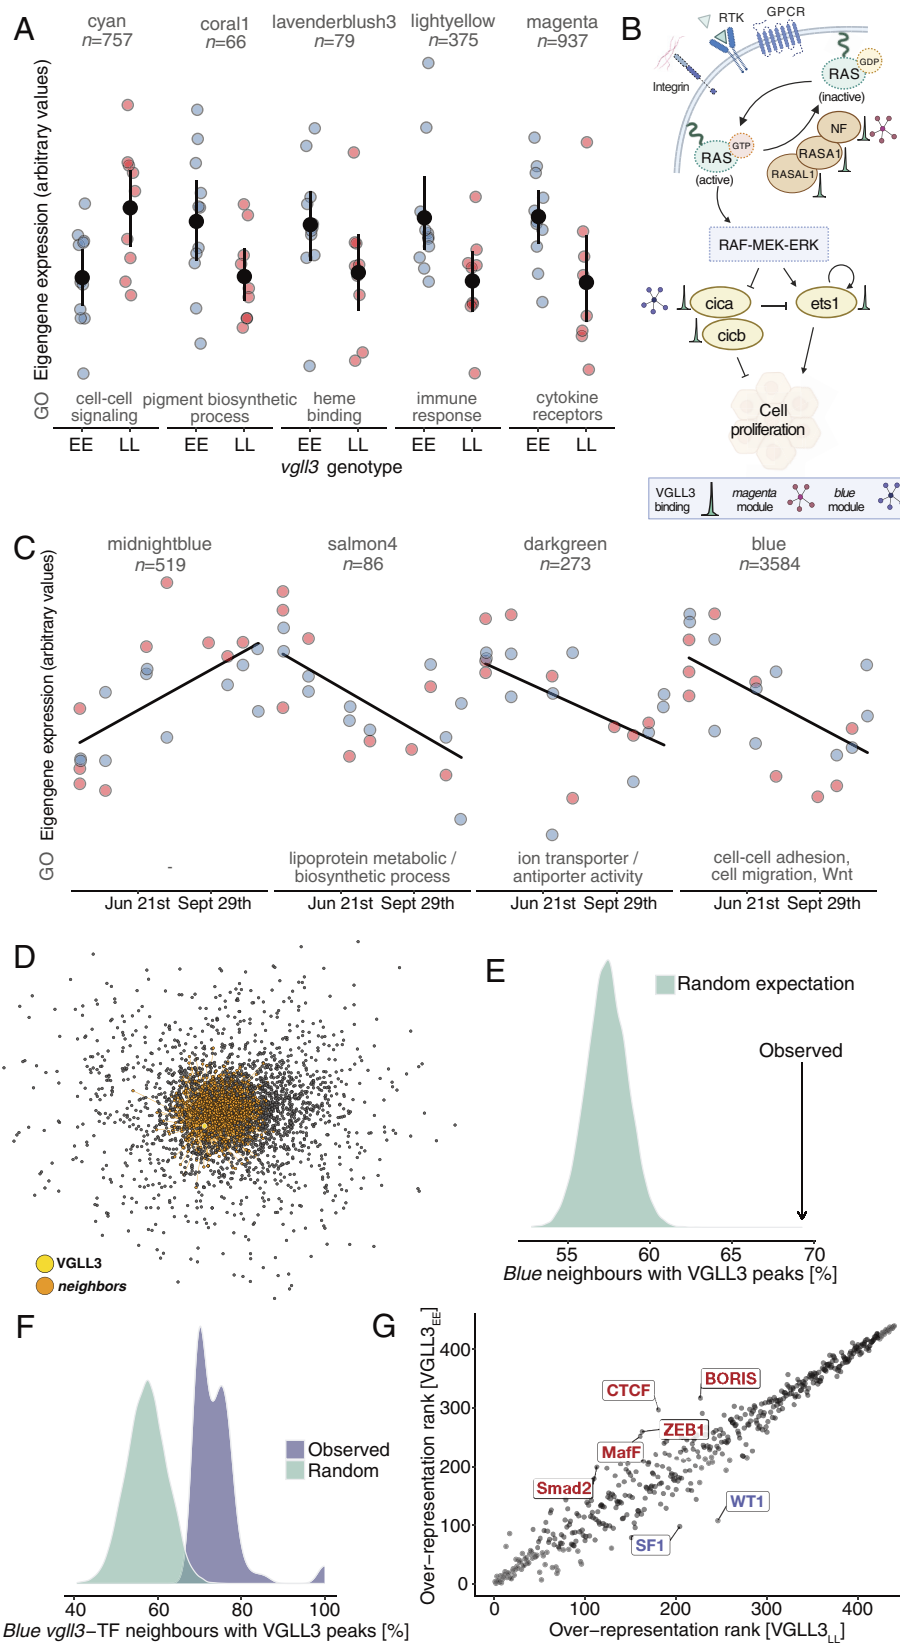 A
cyan
n=757
coral1
n=66
lavenderblush3
n=79
lightyellow
n=375
magenta
n=937
Eigengene expression (arbitrary values)
GO
cell-cell
signaling
pigment biosynthetic
process
heme
binding
immune
response
cytokine
receptors
EE LL EE LL EE LL EE LL EE LL
vgll3 genotype
B
RTK
GPCR
Integrin
RAS
GDP
(inactive)
RAS
GTP
(active)
NF
RASA1
RASAL1
RAF-MEK-ERK
cica
cicb
ets1
Cell
proliferation
VGLL3
binding
magenta
module
blue
module
C
midnightblue
n=519
salmon4
n=86
darkgreen
n=273
blue
n=3584
Eigengene expression (arbitrary values)
GO
-
lipoprotein metabolic /
biosynthetic process
ion transporter /
antiporter activity
cell-cell adhesion,
cell migration, Wnt
Jun 21st Sept 29th Jun 21st Sept 29th Jun 21st Sept 29th Jun 21st Sept 29th
D
VGLL3
neighbors
E
Random expectation
Observed
55 60 65 70
Blue neighbours with VGLL3 peaks [%]
F
Observed
Random
40 60 80 100
Blue vgll3−TF neighbours with VGLL3 peaks [%]
G
Over−representation rank [VGLL3EE]
400
300
200
100
0
CTCF
BORIS
ZEB1
MafF
Smad2
WT1
SF1
0 100 200 300 400
Over−representation rank [VGLL3LL]